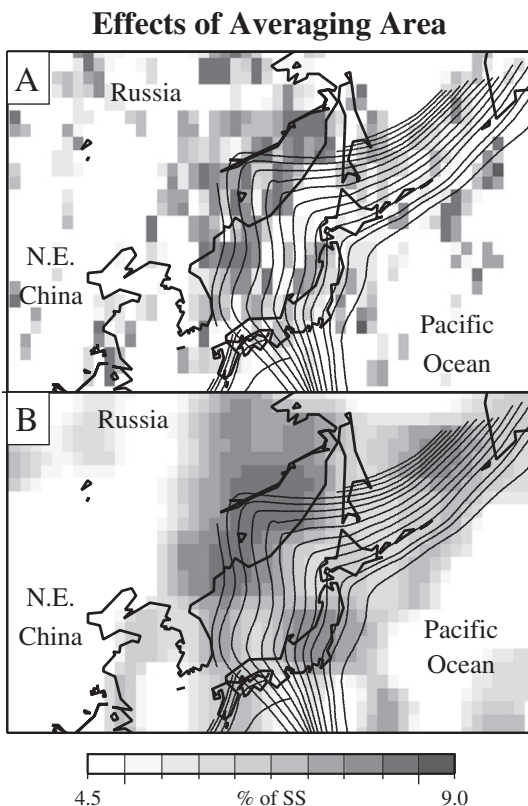 Effects of Averaging Area
A
Russia
N.E.
China
Pacific
Ocean
B
Russia
N.E.
China
Pacific
Ocean
4.5
% of SS
9.0